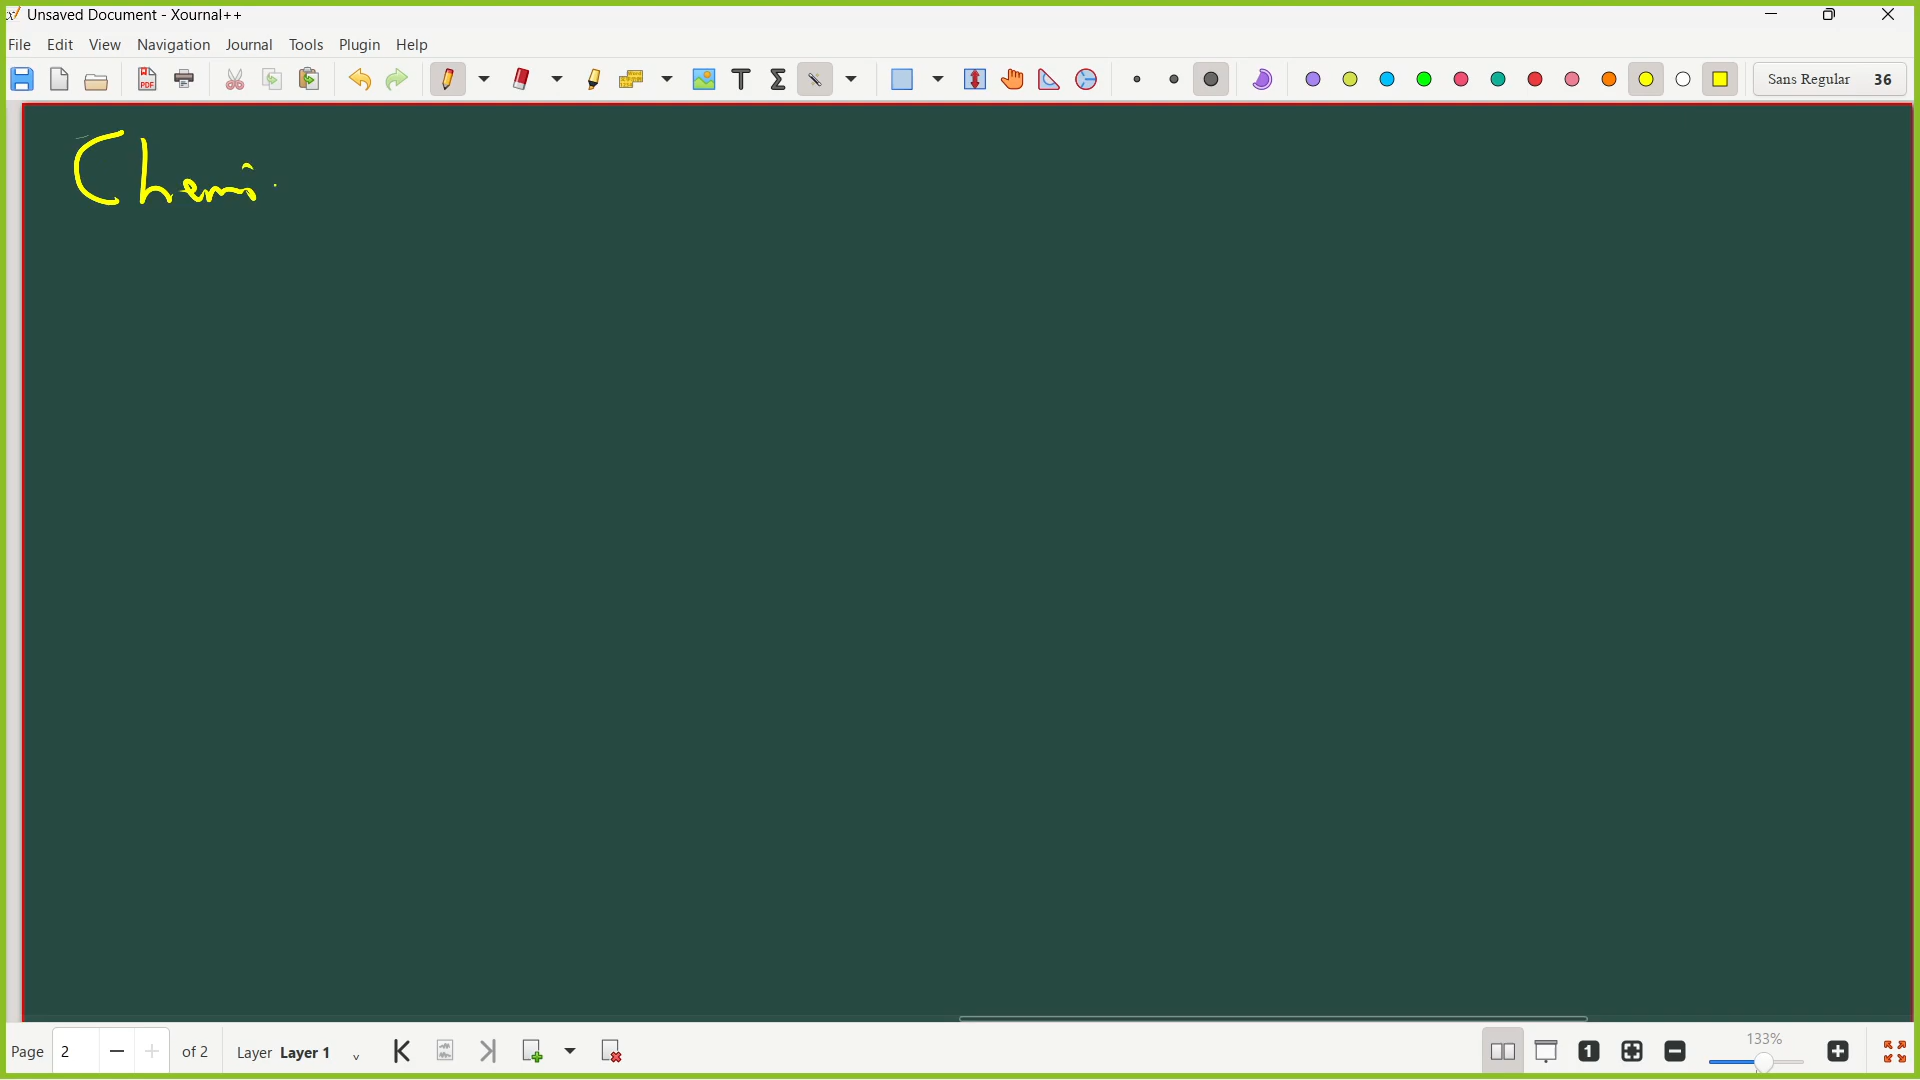 Unsaved Document - Xournal++
File Edit View Navigation Journal Tools Plugin Help
Sans Regular 36
Chemi
Page 2 of 2 Layer Layer 1 133%